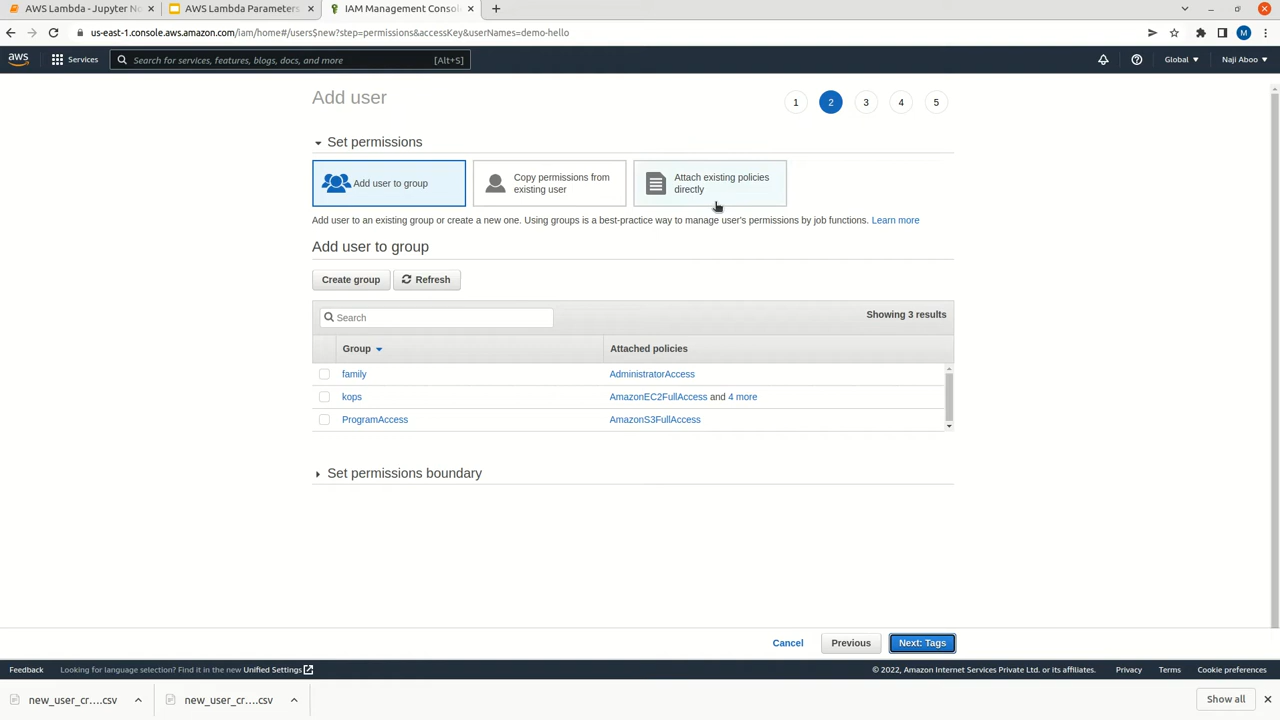 AWS Lambda - Jupyter No
AWS Lambda Parameters
IAM Management Consol
us-east-1.console.aws.amazon.com/iam/home#/users$new?step=permissions&accessKey&userNames=demo-hello
M
aws
Services
Search for services, features, blogs, docs, and more
[Alt+S]
Global
Naji Aboo
Add user
1
2
3
4
5
Set permissions
Add user to group
Copy permissions from
existing user
Attach existing policies
directly
Add user to an existing group or create a new one. Using groups is a best-practice way to manage user's permissions by job functions. Learn more
Add user to group
Create group
Refresh
Search
Showing 3 results
Group
Attached policies
family
AdministratorAccess
kops
AmazonEC2FullAccess and 4 more
ProgramAccess
AmazonS3FullAccess
Set permissions boundary
Cancel
Previous
Next: Tags
Feedback
Looking for language selection? Find it in the new Unified Settings
© 2022, Amazon Internet Services Private Ltd. or its affiliates.
Privacy
Terms
Cookie preferences
new_user_cr....csv
new_user_cr....csv
Show all